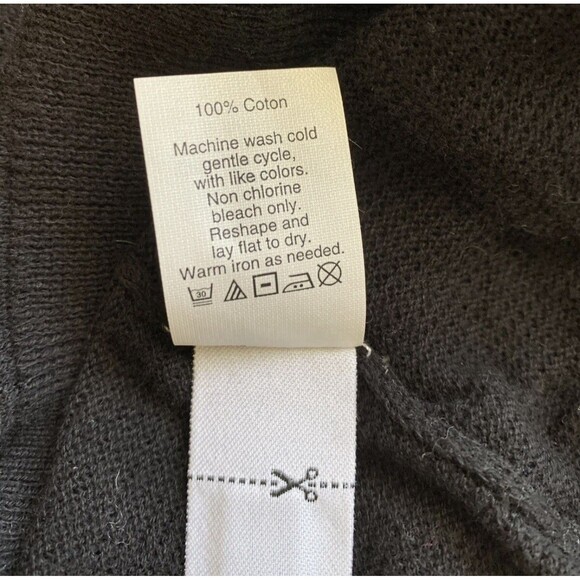 100% Coton
Machine wash cold
gentle cycle,
with like colors.
Non chlorine
bleach only.
Reshape and
lay flat to dry.
Warm iron as needed.
30